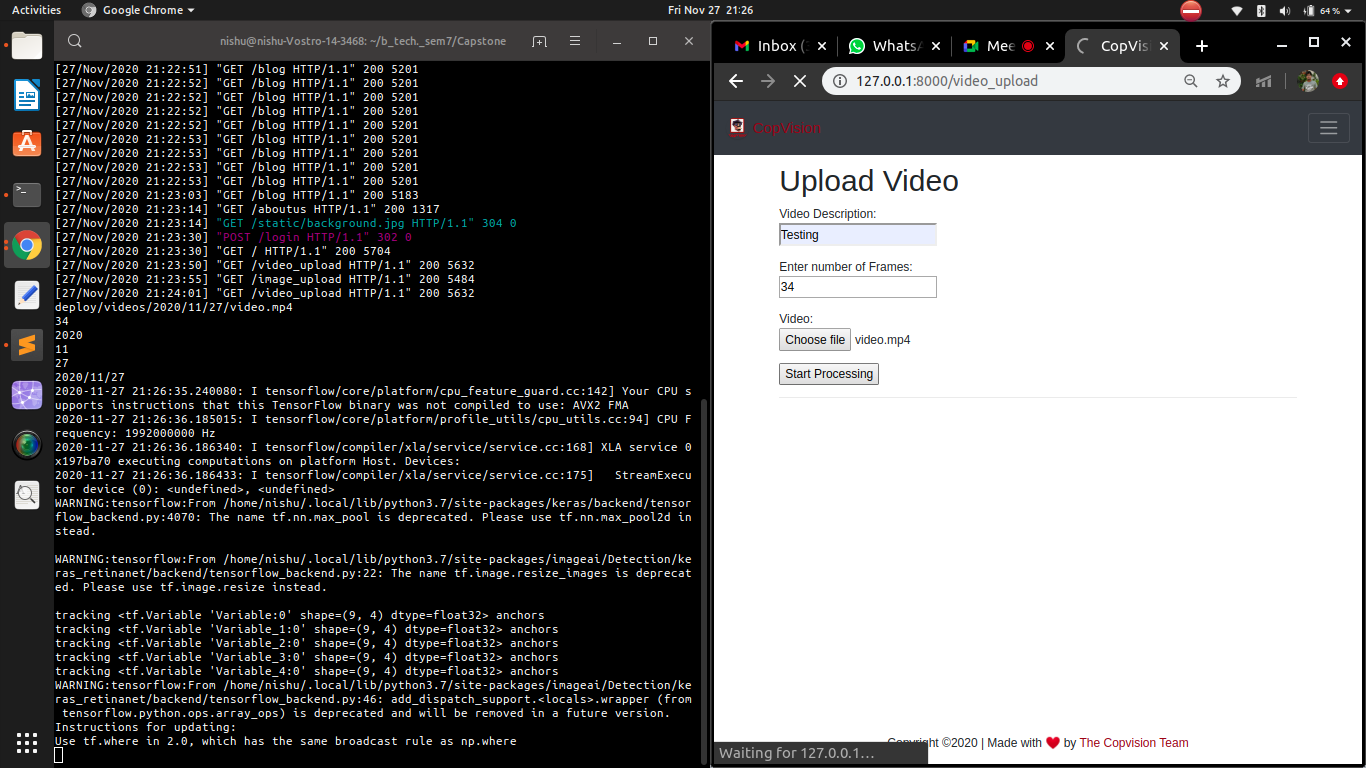 Activities
Google Chrome
Fri Nov 27 21:26
64 %
nishu@nishu-Vostro-14-3468: ~/b_tech._sem7/Capstone
[27/Nov/2020 21:22:51] "GET /blog HTTP/1.1" 200 5201
[27/Nov/2020 21:22:52] "GET /blog HTTP/1.1" 200 5201
[27/Nov/2020 21:22:52] "GET /blog HTTP/1.1" 200 5201
[27/Nov/2020 21:22:52] "GET /blog HTTP/1.1" 200 5201
[27/Nov/2020 21:22:52] "GET /blog HTTP/1.1" 200 5201
[27/Nov/2020 21:22:53] "GET /blog HTTP/1.1" 200 5201
[27/Nov/2020 21:22:53] "GET /blog HTTP/1.1" 200 5201
[27/Nov/2020 21:22:53] "GET /blog HTTP/1.1" 200 5201
[27/Nov/2020 21:22:53] "GET /blog HTTP/1.1" 200 5201
[27/Nov/2020 21:23:03] "GET /blog HTTP/1.1" 200 5183
[27/Nov/2020 21:23:14] "GET /aboutus HTTP/1.1" 200 1317
[27/Nov/2020 21:23:14] "GET /static/background.jpg HTTP/1.1" 304 0
[27/Nov/2020 21:23:30] "POST /login HTTP/1.1" 302 0
[27/Nov/2020 21:23:30] "GET / HTTP/1.1" 200 5704
[27/Nov/2020 21:23:50] "GET /video_upload HTTP/1.1" 200 5632
[27/Nov/2020 21:23:55] "GET /image_upload HTTP/1.1" 200 5484
[27/Nov/2020 21:24:01] "GET /video_upload HTTP/1.1" 200 5632
deploy/videos/2020/11/27/video.mp4
34
2020
11
27
2020/11/27
2020-11-27 21:26:35.240080: I tensorflow/core/platform/cpu_feature_guard.cc:142] Your CPU s
upports instructions that this TensorFlow binary was not compiled to use: AVX2 FMA
2020-11-27 21:26:36.185015: I tensorflow/core/platform/profile_utils/cpu_utils.cc:94] CPU F
requency: 1992000000 Hz
2020-11-27 21:26:36.186340: I tensorflow/compiler/xla/service/service.cc:168] XLA service 0
x197ba70 executing computations on platform Host. Devices:
2020-11-27 21:26:36.186433: I tensorflow/compiler/xla/service/service.cc:175]   StreamExecu
tor device (0): <undefined>, <undefined>
WARNING:tensorflow:From /home/nishu/.local/lib/python3.7/site-packages/keras/backend/tensor
flow_backend.py:4070: The name tf.nn.max_pool is deprecated. Please use tf.nn.max_pool2d in
stead.
WARNING:tensorflow:From /home/nishu/.local/lib/python3.7/site-packages/imageai/Detection/ke
ras_retinanet/backend/tensorflow_backend.py:22: The name tf.image.resize_images is deprecat
ed. Please use tf.image.resize instead.
tracking <tf.Variable 'Variable:0' shape=(9, 4) dtype=float32> anchors
tracking <tf.Variable 'Variable_1:0' shape=(9, 4) dtype=float32> anchors
tracking <tf.Variable 'Variable_2:0' shape=(9, 4) dtype=float32> anchors
tracking <tf.Variable 'Variable_3:0' shape=(9, 4) dtype=float32> anchors
tracking <tf.Variable 'Variable_4:0' shape=(9, 4) dtype=float32> anchors
WARNING:tensorflow:From /home/nishu/.local/lib/python3.7/site-packages/imageai/Detection/ke
ras_retinanet/backend/tensorflow_backend.py:46: add_dispatch_support.<locals>.wrapper (from
 tensorflow.python.ops.array_ops) is deprecated and will be removed in a future version.
Instructions for updating:
Use tf.where in 2.0, which has the same broadcast rule as np.where
Inbox (
WhatsA
Mee
CopVis
127.0.0.1:8000/video_upload
CopVision
Upload Video
Video Description:
Testing
Enter number of Frames:
34
Video:
Choose file video.mp4
Start Processing
Copyright ©2020 | Made with ❤️ by The Copvision Team
Waiting for 127.0.0.1…